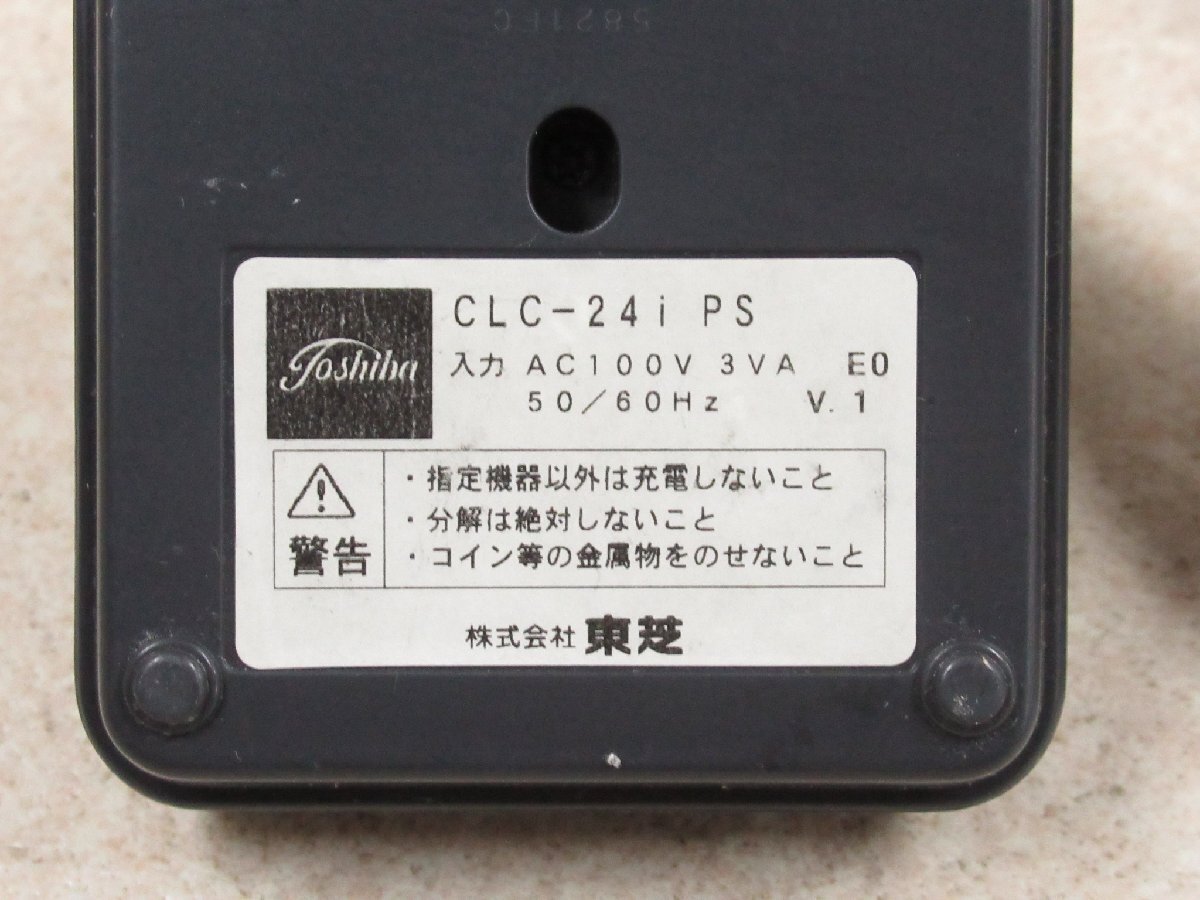 CLC-24i PS
Toshiba
入力 AC100V 3VA E0
50/60Hz V.1
・指定機器以外は充電しないこと
・分解は絶対しないこと
警告
・コイン等の金属物をのせないこと
株式会社 東芝